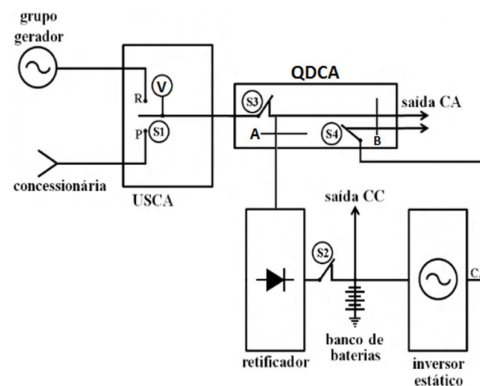 grupo
gerador
R
V
P
S1
concessionária
USCA
QDCA
S3
saída CA
A
S4
B
saída CC
S2
retificador
banco de
baterias
inversor
estático